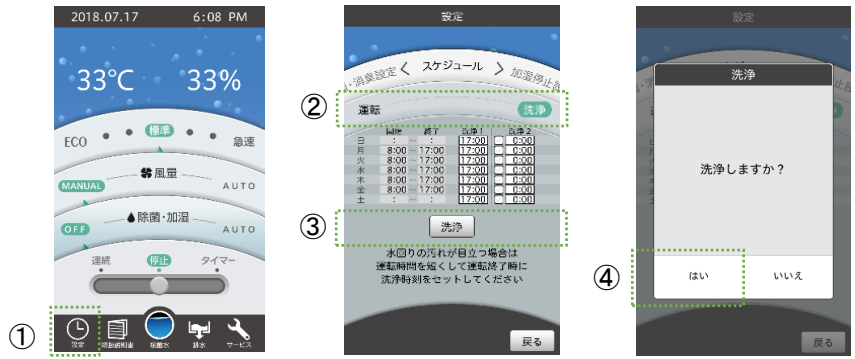 2018.07.17 6:08 PM
33℃ 33%
ECO 標準 急速
風量
MANUAL AUTO
除菌・加湿
OFF AUTO
連続 停止 タイマー
①
設定 取扱説明書 除菌水 排水 サービス
設定
・消臭設定 スケジュール 加湿停止設
②
運転 洗浄
開始 終了 洗浄1 洗浄2
日 : ~ : 17:00 0:00
月 8:00 ~ 17:00 17:00 0:00
火 8:00 ~ 17:00 17:00 0:00
水 8:00 ~ 17:00 17:00 0:00
木 8:00 ~ 17:00 17:00 0:00
金 8:00 ~ 17:00 17:00 0:00
土 : ~ : 17:00 0:00
③
洗浄
水回りの汚れが目立つ場合は
運転時間を短くして運転終了時に
洗浄時刻をセットしてください
戻る
設定
洗浄
洗浄しますか？
④
はい いいえ
戻る